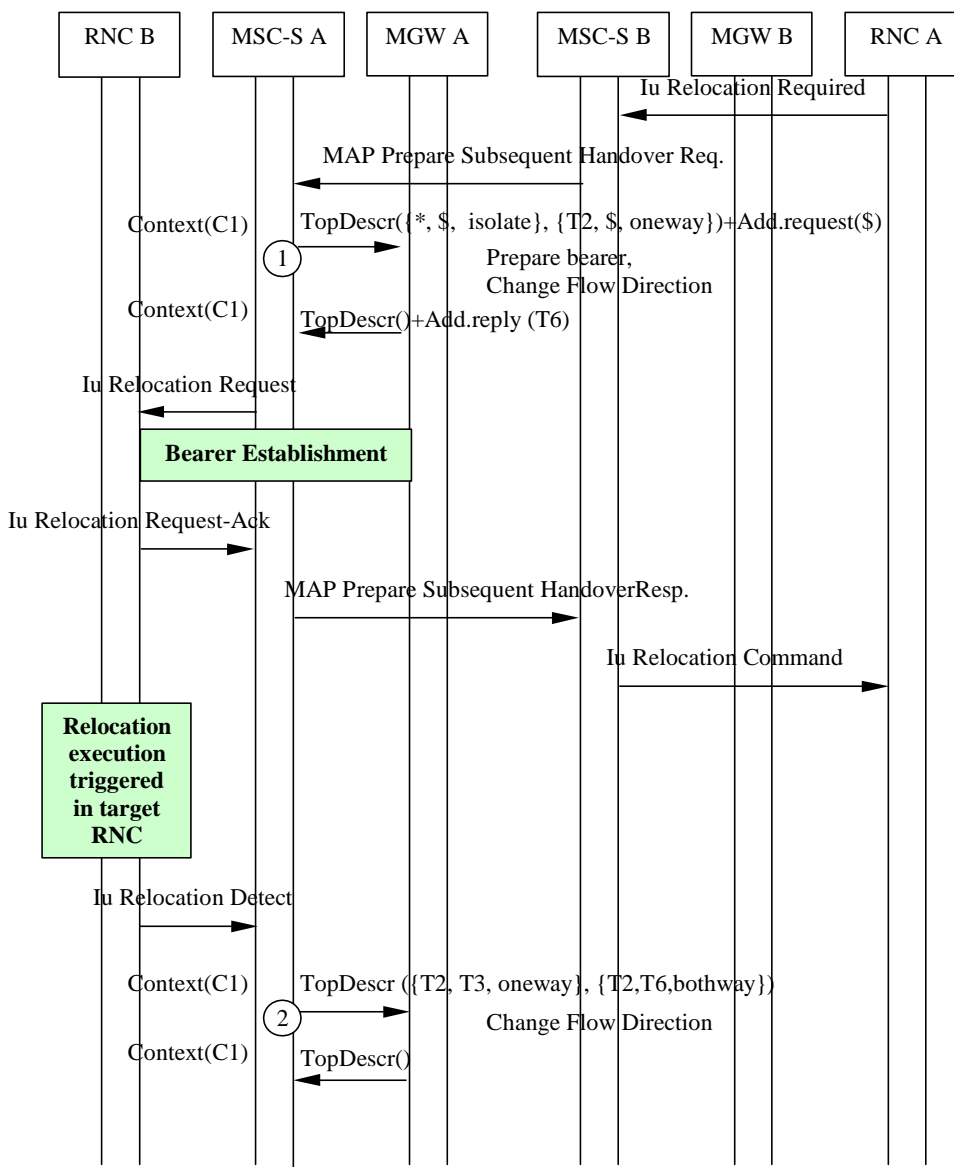 RNC B
MSC-S A
MGW A
MSC-S B
MGW B
RNC A
Iu Relocation Required
MAP Prepare Subsequent Handover Req.
Context(C1)
TopDescr({*, $,  isolate}, {T2, $, oneway})+Add.request($)
1
Prepare bearer,
Change Flow Direction
Context(C1)
TopDescr()+Add.reply (T6)
Iu Relocation Request
Bearer Establishment
Iu Relocation Request-Ack
MAP Prepare Subsequent HandoverResp.
Iu Relocation Command
Relocation
execution
triggered
in target
RNC
Iu Relocation Detect
Context(C1)
TopDescr ({T2, T3, oneway}, {T2,T6,bothway})
2
Change Flow Direction
Context(C1)
TopDescr()